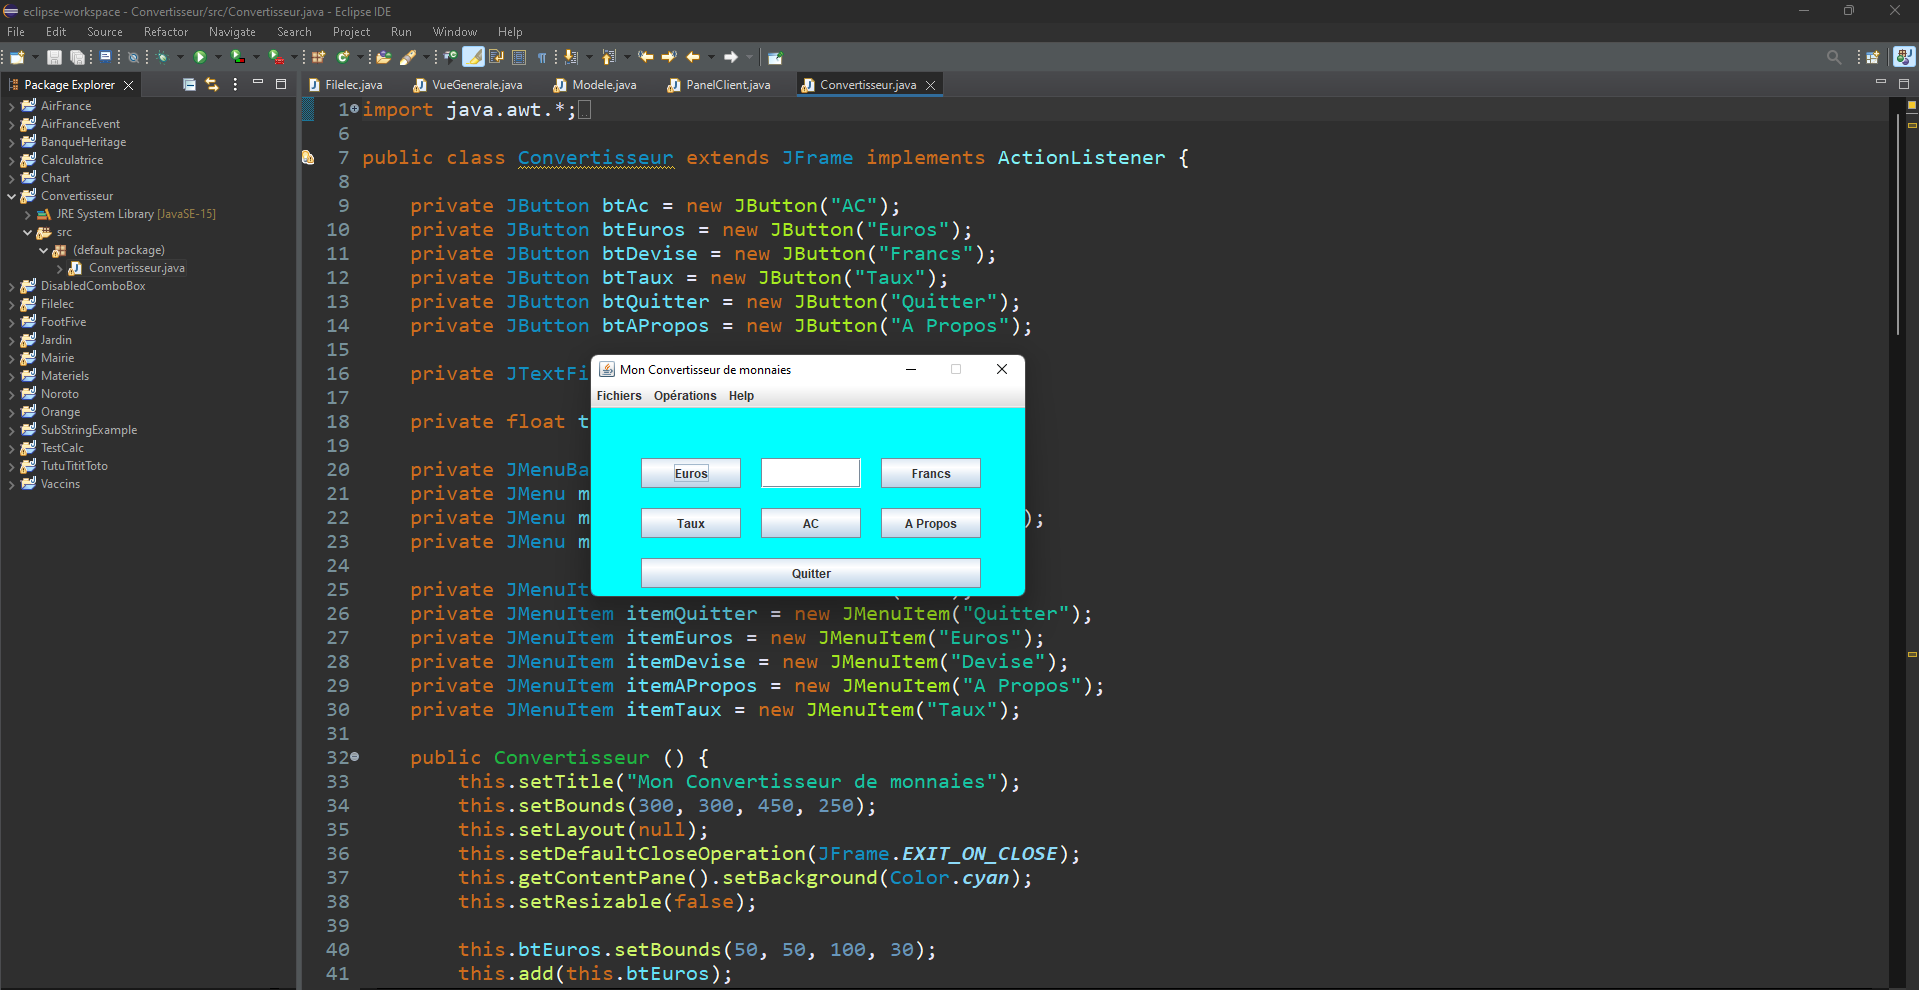 eclipse-workspace - Convertisseur/src/Convertisseur.java - Eclipse IDE
File Edit Source Refactor Navigate Search Project Run Window Help
Package Explorer
AirFrance
AirFranceEvent
BanqueHeritage
Calculatrice
Chart
Convertisseur
JRE System Library [JavaSE-15]
src
(default package)
Convertisseur.java
DisabledComboBox
Filelec
FootFive
Jardin
Mairie
Materiels
Noroto
Orange
SubStringExample
TestCalc
TutuTititToto
Vaccins
Filelec.java VueGenerale.java Modele.java PanelClient.java Convertisseur.java
1 import java.awt.*;
6
7 public class Convertisseur extends JFrame implements ActionListener {
8
9 private JButton btAc = new JButton("AC");
10 private JButton btEuros = new JButton("Euros");
11 private JButton btDevise = new JButton("Francs");
12 private JButton btTaux = new JButton("Taux");
13 private JButton btQuitter = new JButton("Quitter");
14 private JButton btAPropos = new JButton("A Propos");
15
16 private JTextFi
17
18 private float t
19
20 private JMenuBa
21 private JMenu m
22 private JMenu m );
23 private JMenu m
24
25 private JMenuIt
26 private JMenuItem itemQuitter = new JMenuItem("Quitter");
27 private JMenuItem itemEuros = new JMenuItem("Euros");
28 private JMenuItem itemDevise = new JMenuItem("Devise");
29 private JMenuItem itemAPropos = new JMenuItem("A Propos");
30 private JMenuItem itemTaux = new JMenuItem("Taux");
31
32 public Convertisseur () {
33 this.setTitle("Mon Convertisseur de monnaies");
34 this.setBounds(300, 300, 450, 250);
35 this.setLayout(null);
36 this.setDefaultCloseOperation(JFrame.EXIT_ON_CLOSE);
37 this.getContentPane().setBackground(Color.cyan);
38 this.setResizable(false);
39
40 this.btEuros.setBounds(50, 50, 100, 30);
41 this.add(this.btEuros);
Mon Convertisseur de monnaies
Fichiers Opérations Help
Euros Francs
Taux AC A Propos
Quitter